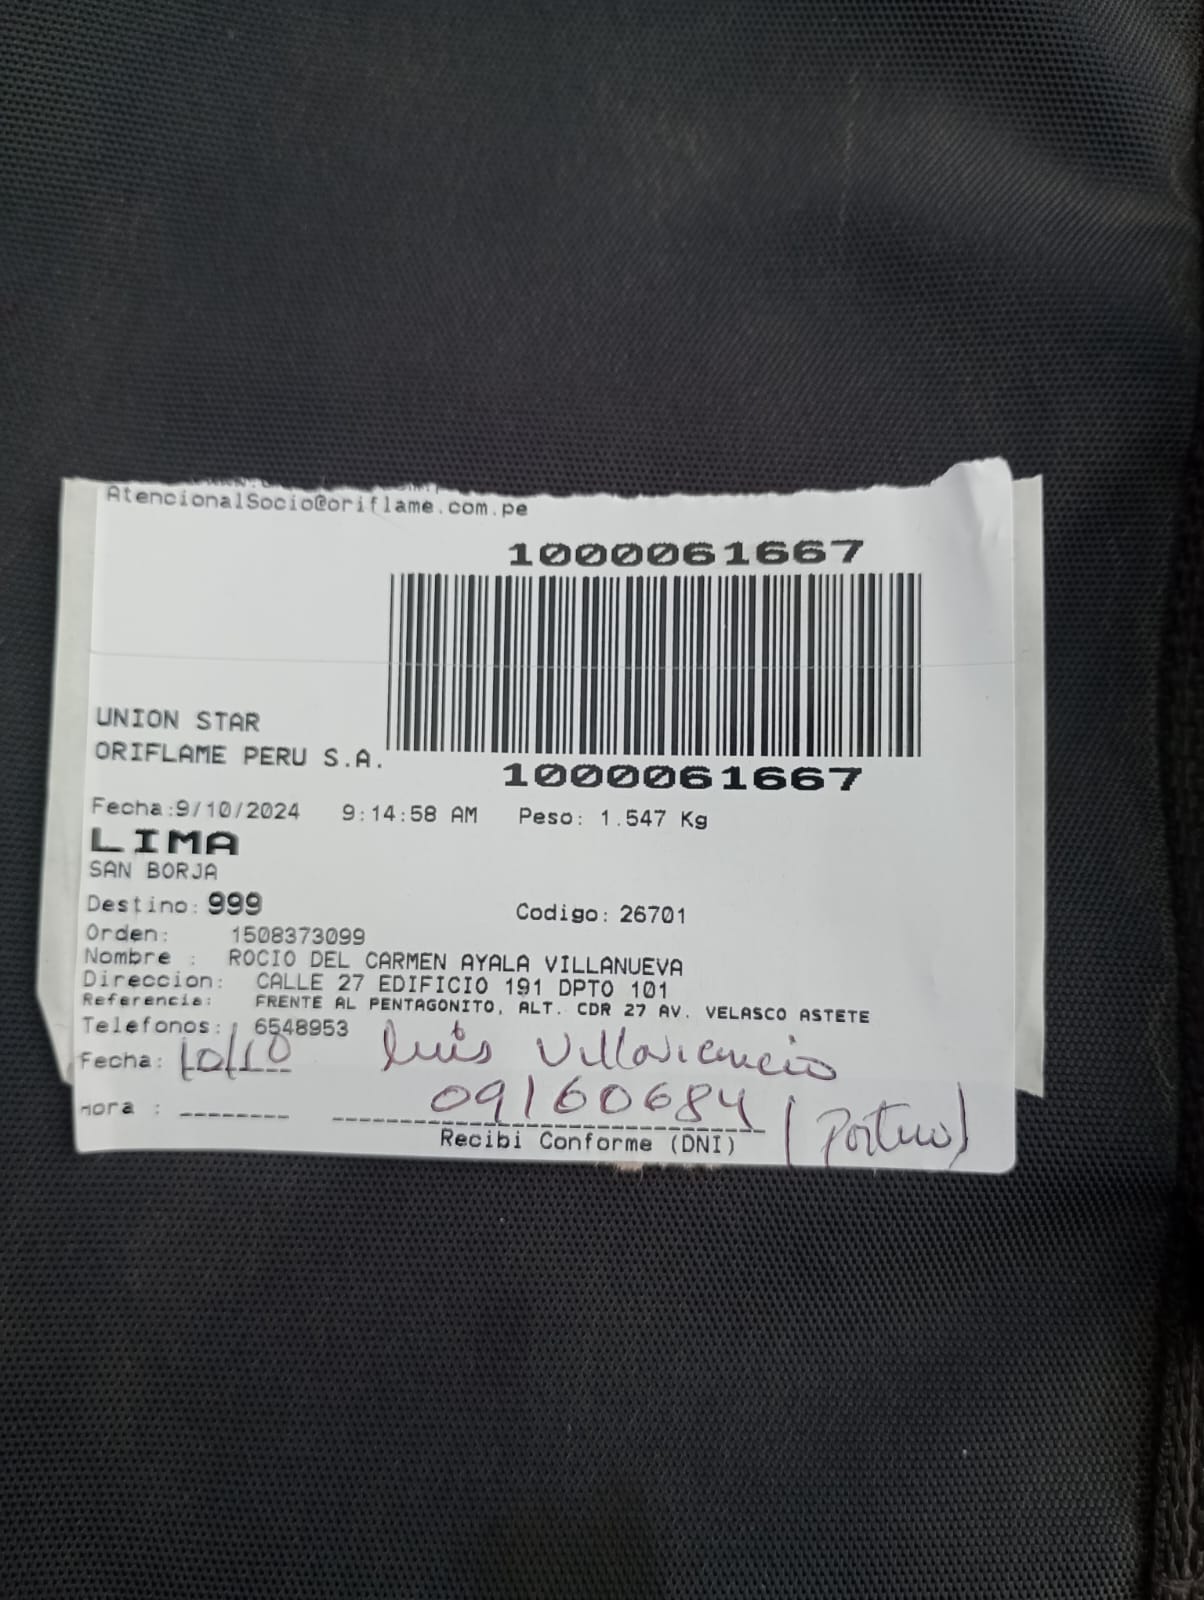 AtencionalSocio@oriflame.com.pe
1000061667
UNION STAR
ORIFLAME PERU S.A.
1000061667
Fecha:9/10/2024 9:14:58 AM Peso: 1.547 Kg
LIMA
SAN BORJA
Destino: 999 Codigo: 26701
Orden: 1508373099
Nombre : ROCIO DEL CARMEN AYALA VILLANUEVA
Direccion: CALLE 27 EDIFICIO 191 DPTO 101
Referencia: FRENTE AL PENTAGONITO, ALT. CDR 27 AV. VELASCO ASTETE
Telefonos: 6548953
Fecha: 10/10 Luis Villavicencio
Hora : 09160684 (Portero)
Recibi Conforme (DNI)